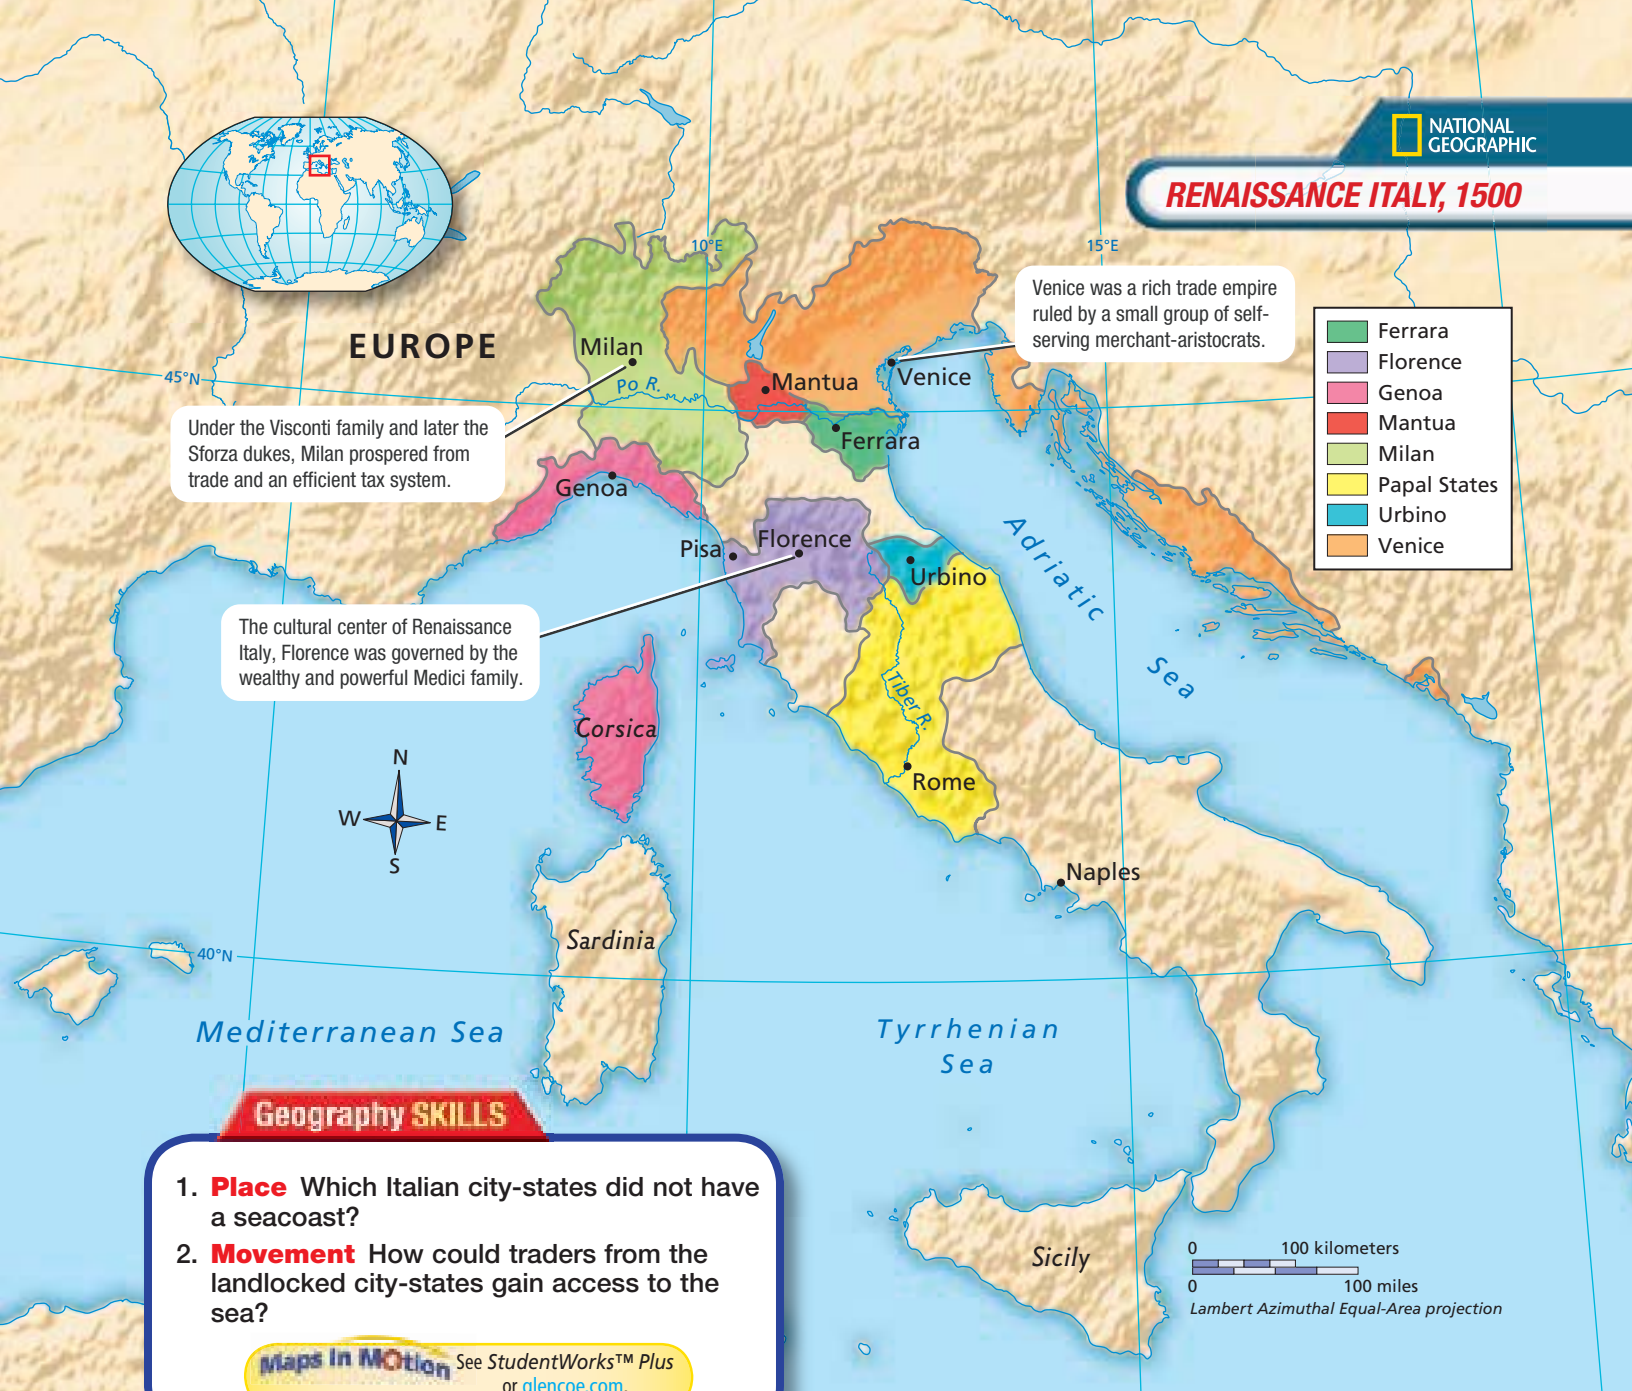 NATIONAL
GEOGRAPHIC
RENAISSANCE ITALY, 1500
10°E
15°E
Venice was a rich trade empire
ruled by a small group of self-
serving merchant-aristocrats.
Ferrara
Florence
Genoa
Mantua
Milan
Papal States
Urbino
Venice
EUROPE
Milan
45°N
Po R.
Mantua
Venice
Under the Visconti family and later the
Sforza dukes, Milan prospered from
trade and an efficient tax system.
Ferrara
Genoa
Pisa
Florence
Urbino
Adriatic
Sea
The cultural center of Renaissance
Italy, Florence was governed by the
wealthy and powerful Medici family.
Tiber R.
Corsica
N
W
E
S
Rome
Naples
Sardinia
40°N
Mediterranean Sea
Tyrrhenian
Sea
Geography SKILLS
1. Place Which Italian city-states did not have
a seacoast?
2. Movement How could traders from the
landlocked city-states gain access to the
sea?
Maps In MOtion See StudentWorks™ Plus
or glencoe.com.
Sicily
0 100 kilometers
0 100 miles
Lambert Azimuthal Equal-Area projection